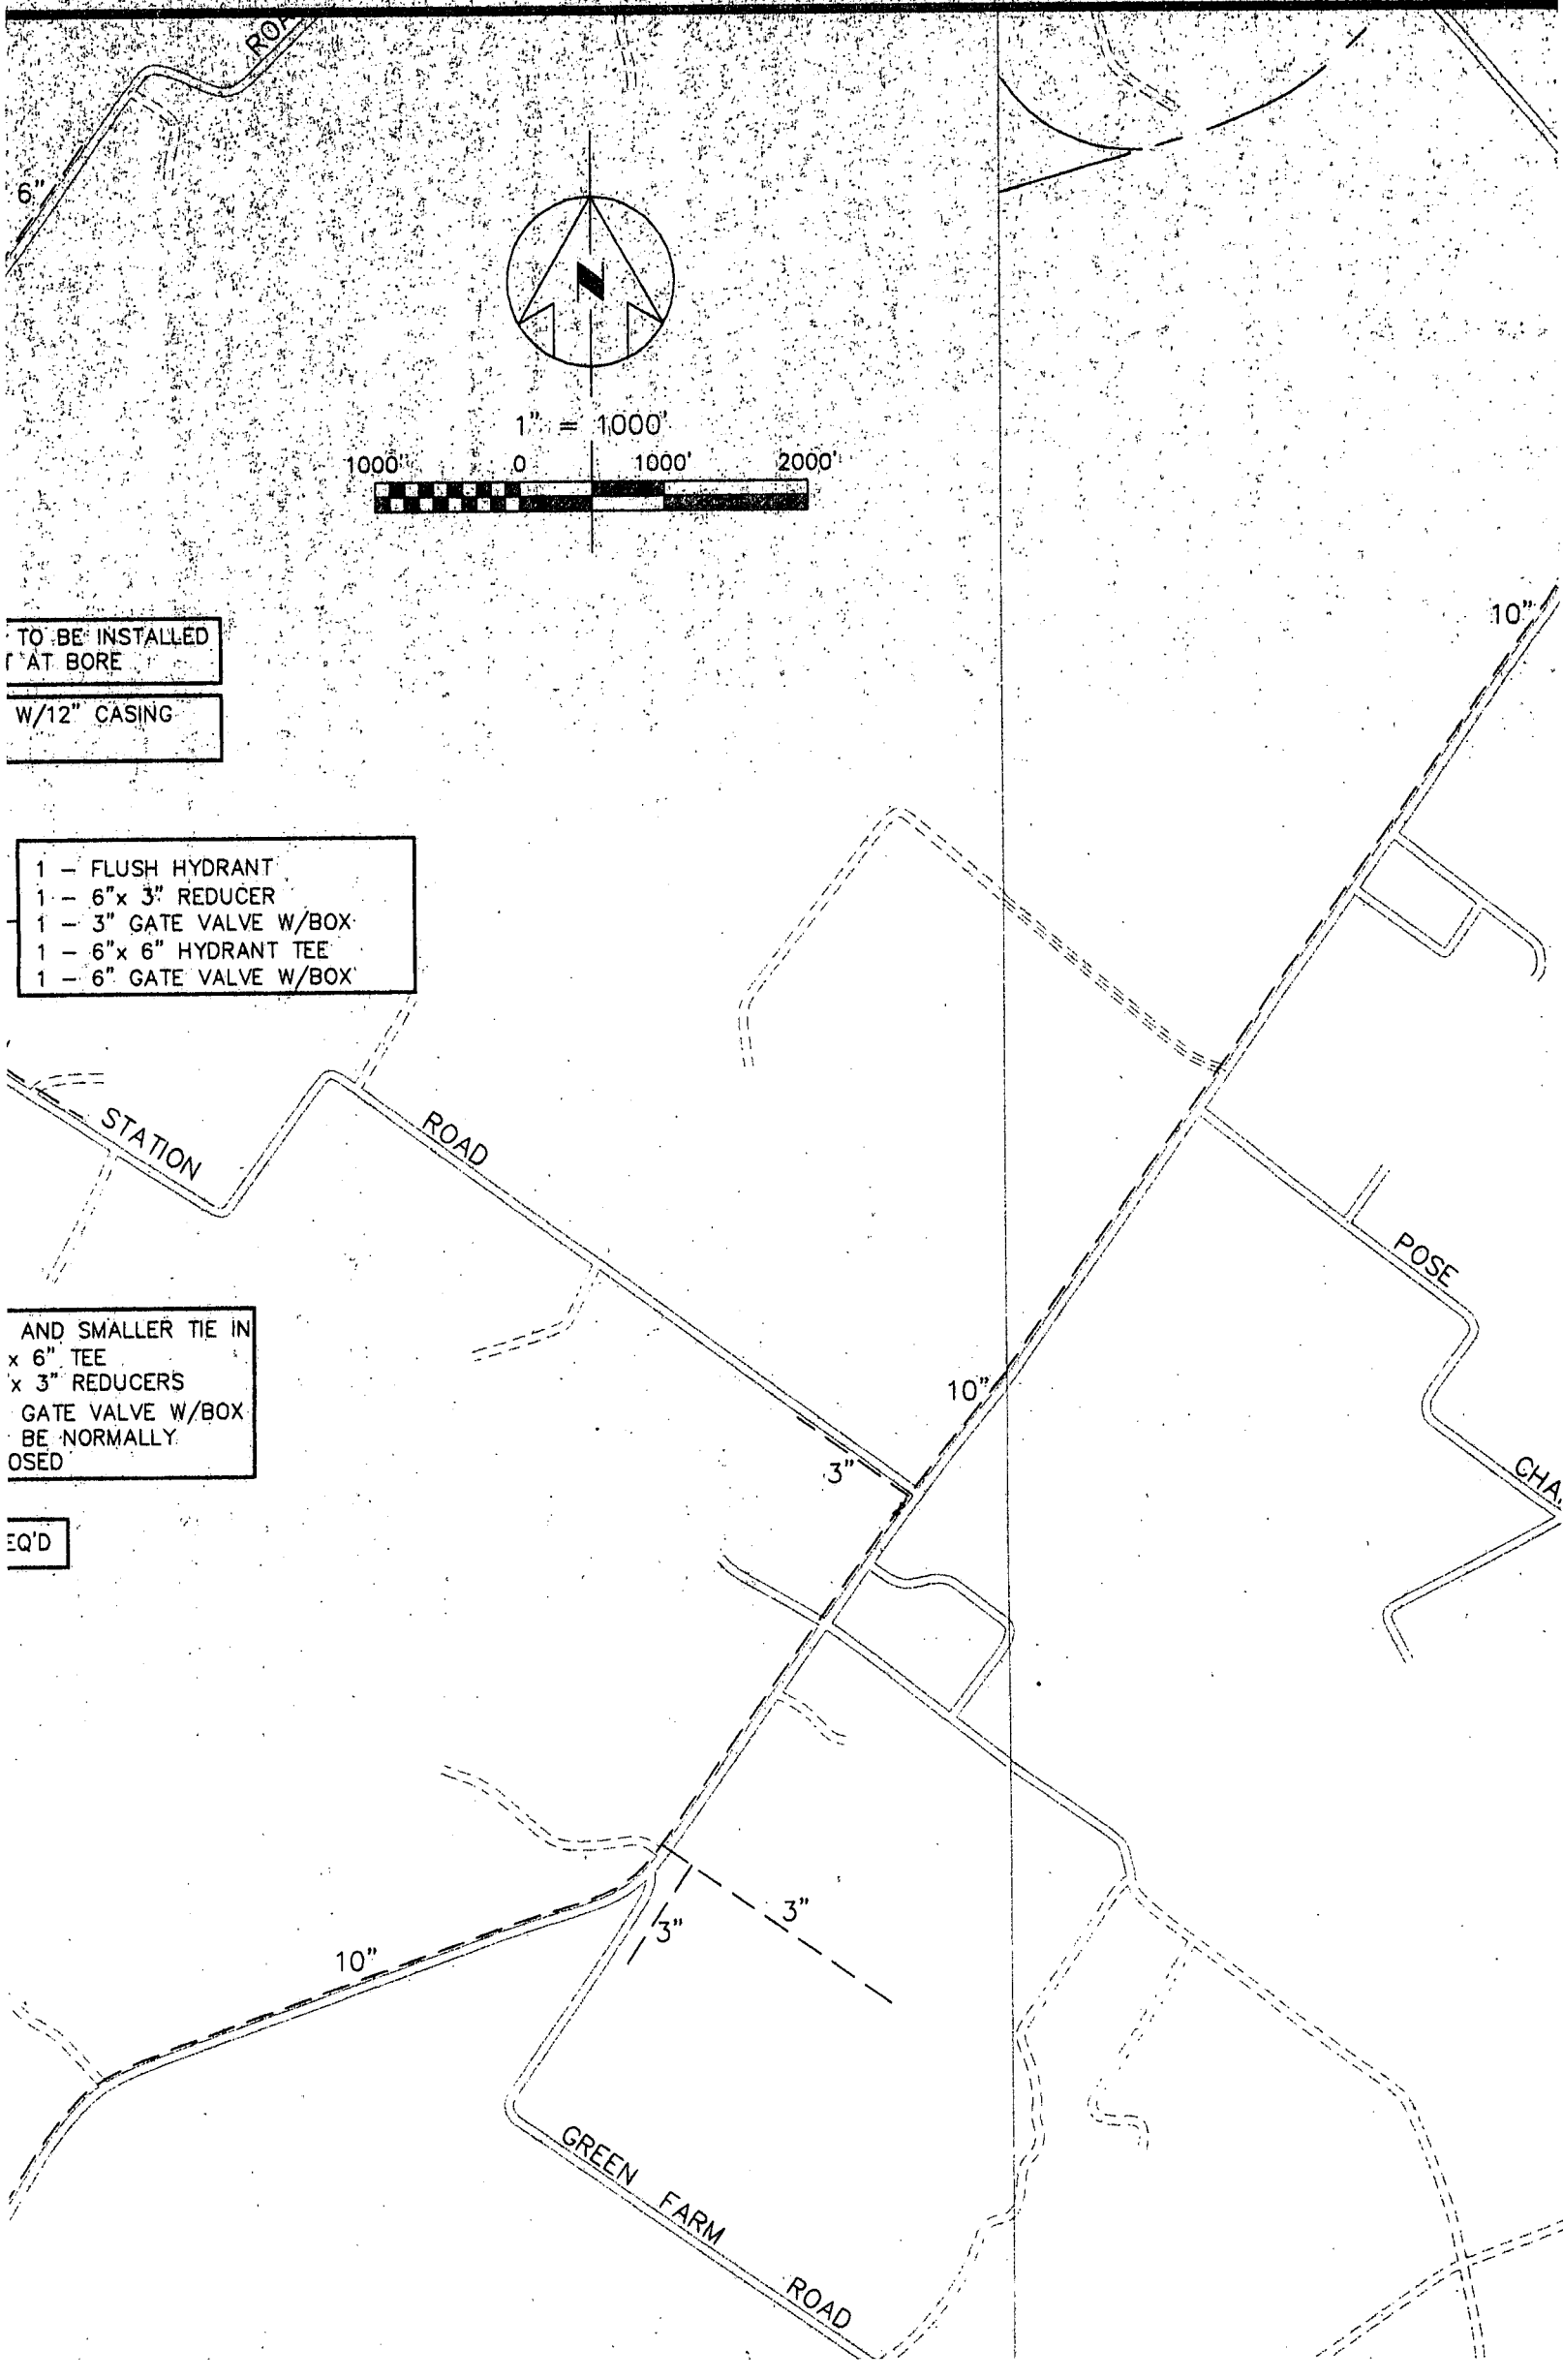 6"
N
1" = 1000'
1000' 0 1000' 2000'
10"
TO BE INSTALLED
AT BORE
W/12" CASING
1 - FLUSH HYDRANT
1 - 6"x 3" REDUCER
1 - 3" GATE VALVE W/BOX
1 - 6"x 6" HYDRANT TEE
1 - 6" GATE VALVE W/BOX
STATION
ROAD
POSE
AND SMALLER TIE IN
x 6" TEE
x 3" REDUCERS
GATE VALVE W/BOX
BE NORMALLY
OSED
10"
3"
CHA
EQ'D
3"
3"
10"
GREEN FARM ROAD